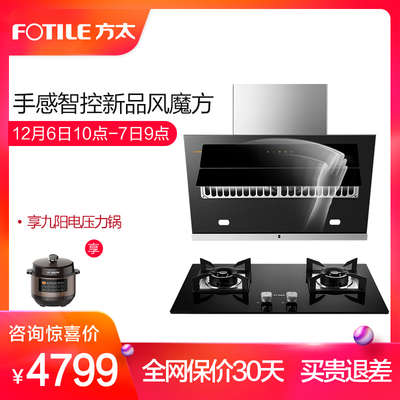 FOTILE 方太
手感智控新品风魔方
12月6日10点-7日9点
• 享九阳电压力锅
享
FOTILE
咨询惊喜价
¥4799
全网保价30天 买贵退差